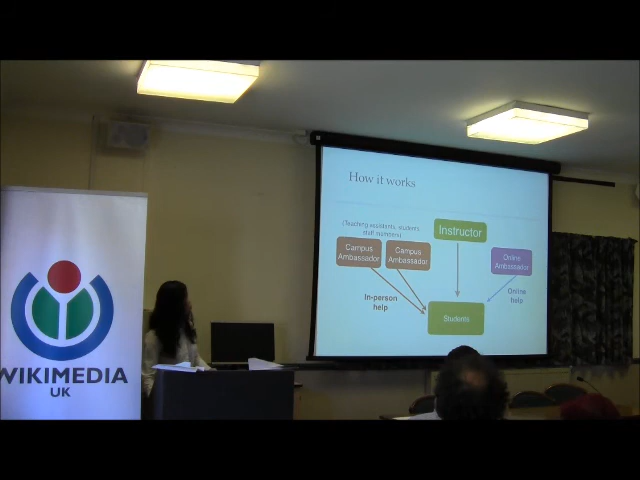 How it works
(Teaching assistants, students
staff members)
Instructor
Campus
Ambassador
Campus
Ambassador
Online
Ambassador
In-person
help
Online
help
Students
WIKIMEDIA
UK